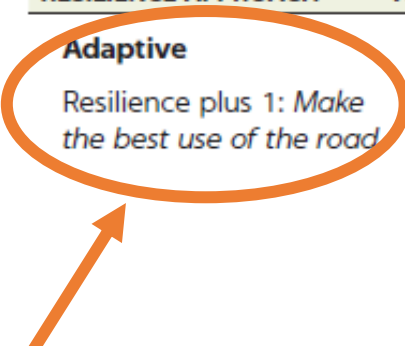 Adaptive
Resilience plus 1: Make
the best use of the road